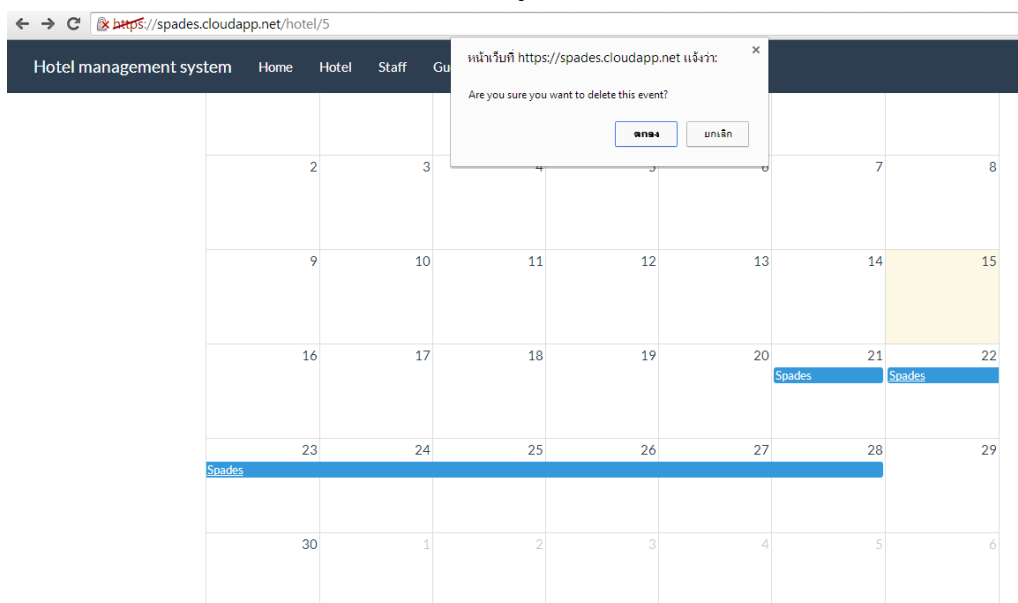 https://spades.cloudapp.net/hotel/5
Hotel management system Home Hotel Staff Gu
หน้าเว็บที่ https://spades.cloudapp.net แจ้งว่า:
Are you sure you want to delete this event?
ตกลง ยกเลิก
2 3 4 5 6 7 8
9 10 11 12 13 14 15
16 17 18 19 20 21 22
Spades Spades
23 24 25 26 27 28 29
Spades
30 1 2 3 4 5 6